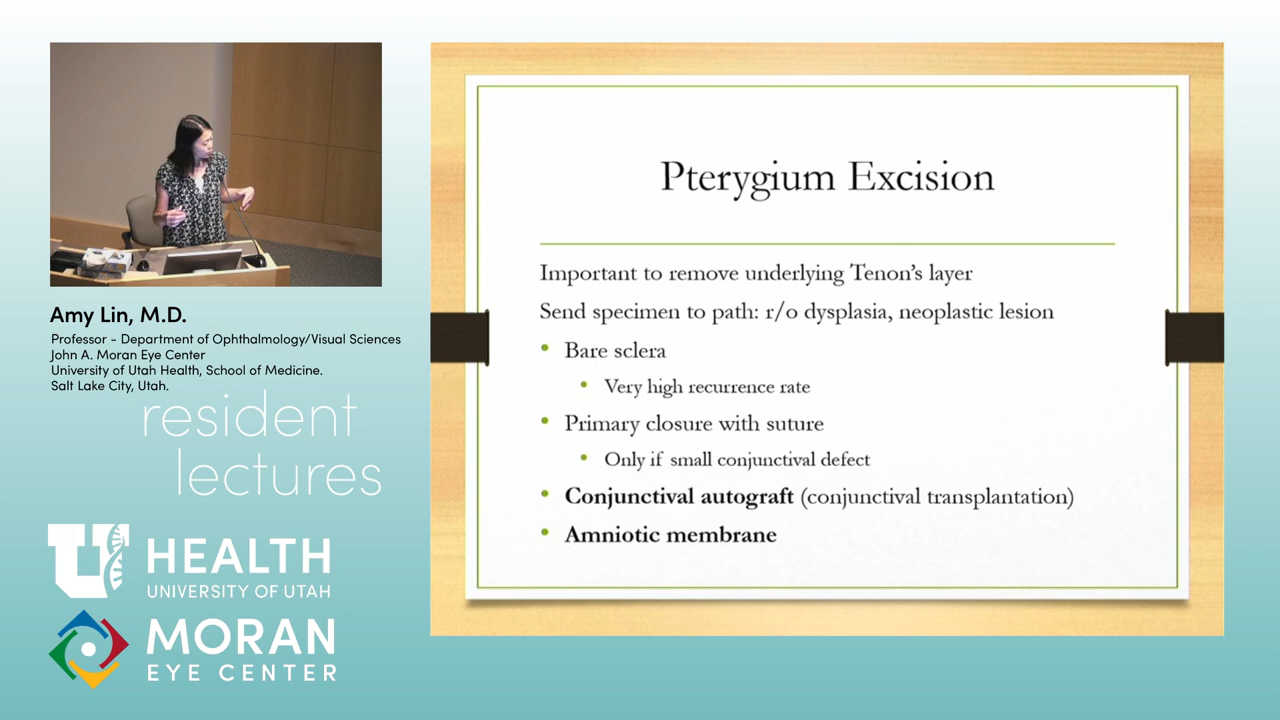 Amy Lin, M.D.
Professor - Department of Ophthalmology/Visual Sciences
John A. Moran Eye Center
University of Utah Health, School of Medicine.
Salt Lake City, Utah.
resident
lectures
U HEALTH
UNIVERSITY OF UTAH
MORAN
EYE CENTER
Pterygium Excision
Important to remove underlying Tenon's layer
Send specimen to path: r/o dysplasia, neoplastic lesion
• Bare sclera
• Very high recurrence rate
• Primary closure with suture
• Only if small conjunctival defect
• Conjunctival autograft (conjunctival transplantation)
• Amniotic membrane